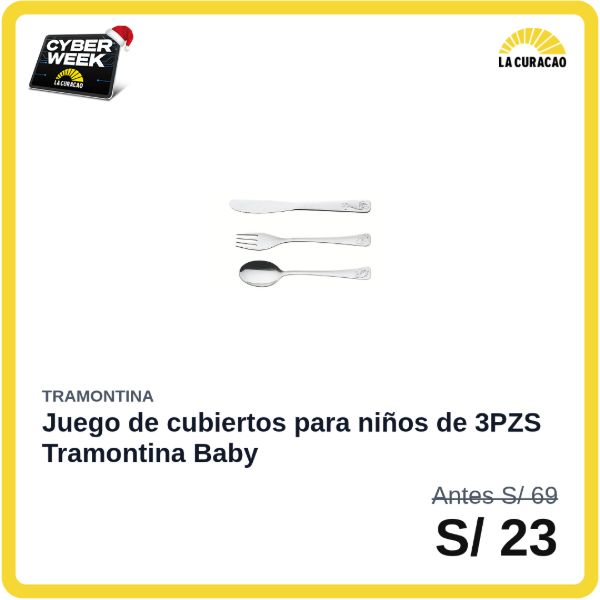 CYBER
WEEK
LA CURACAO
LA CURACAO
TRAMONTINA
Juego de cubiertos para niños de 3PZS
Tramontina Baby
Antes S/ 69
S/ 23